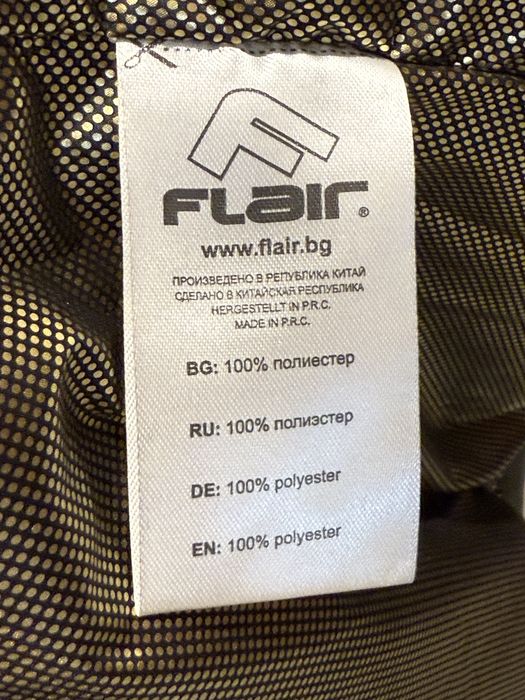 FLair®
www.flair.bg
ПРОИЗВЕДЕНО В РЕПУБЛИКА КИТАЙ
СДЕЛАНО В КИТАЙСКАЯ РЕСПУБЛИКА
HERGESTELLT IN P.R.C.
MADE IN P.R.C.
BG: 100% полиестер
RU: 100% полиэстер
DE: 100% polyester
EN: 100% polyester